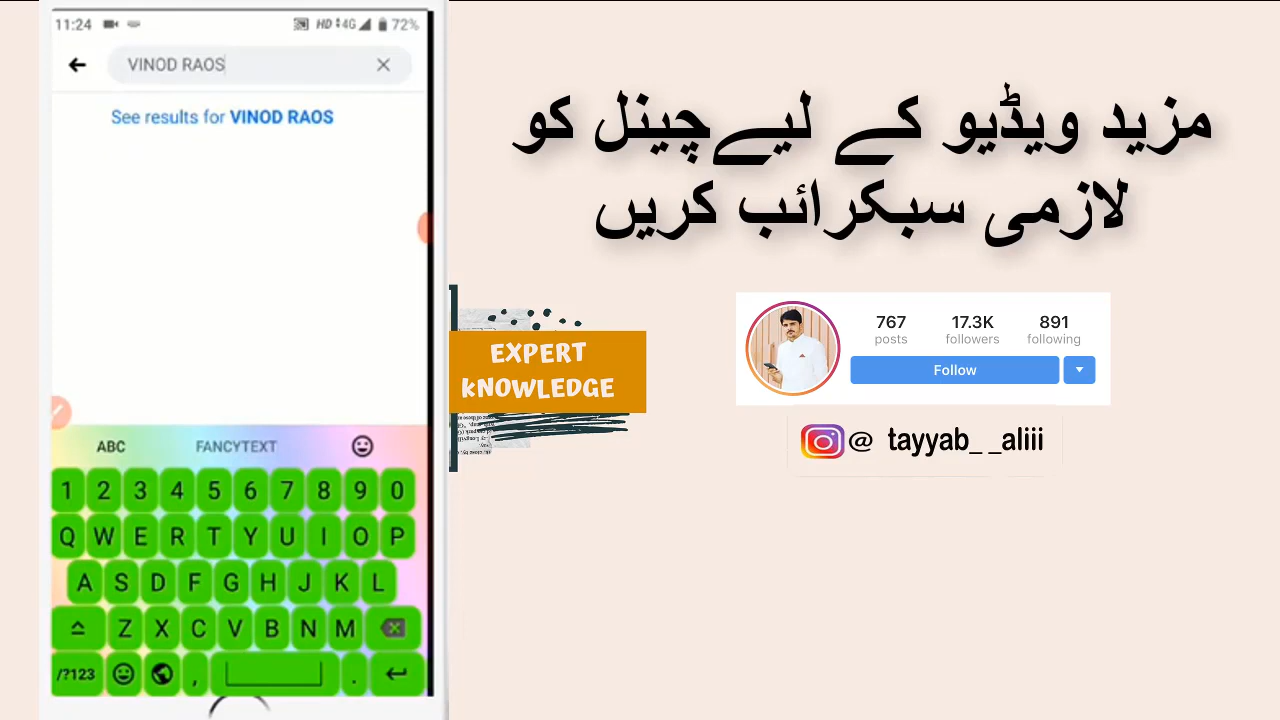 11:24
HD 4G 72%
VINOD RAOS
See results for VINOD RAOS
ABC FANCYTEXT
1 2 3 4 5 6 7 8 9 0
Q W E R T Y U I O P
A S D F G H J K L
Z X C V B N M
/?123 , .
مزید ویڈیو کے لیےچینل کو
لازمی سبکرائب کریں
EXPERT
KNOWLEDGE
767 17.3K 891
posts followers following
Follow
@ tayyab_ _aliii